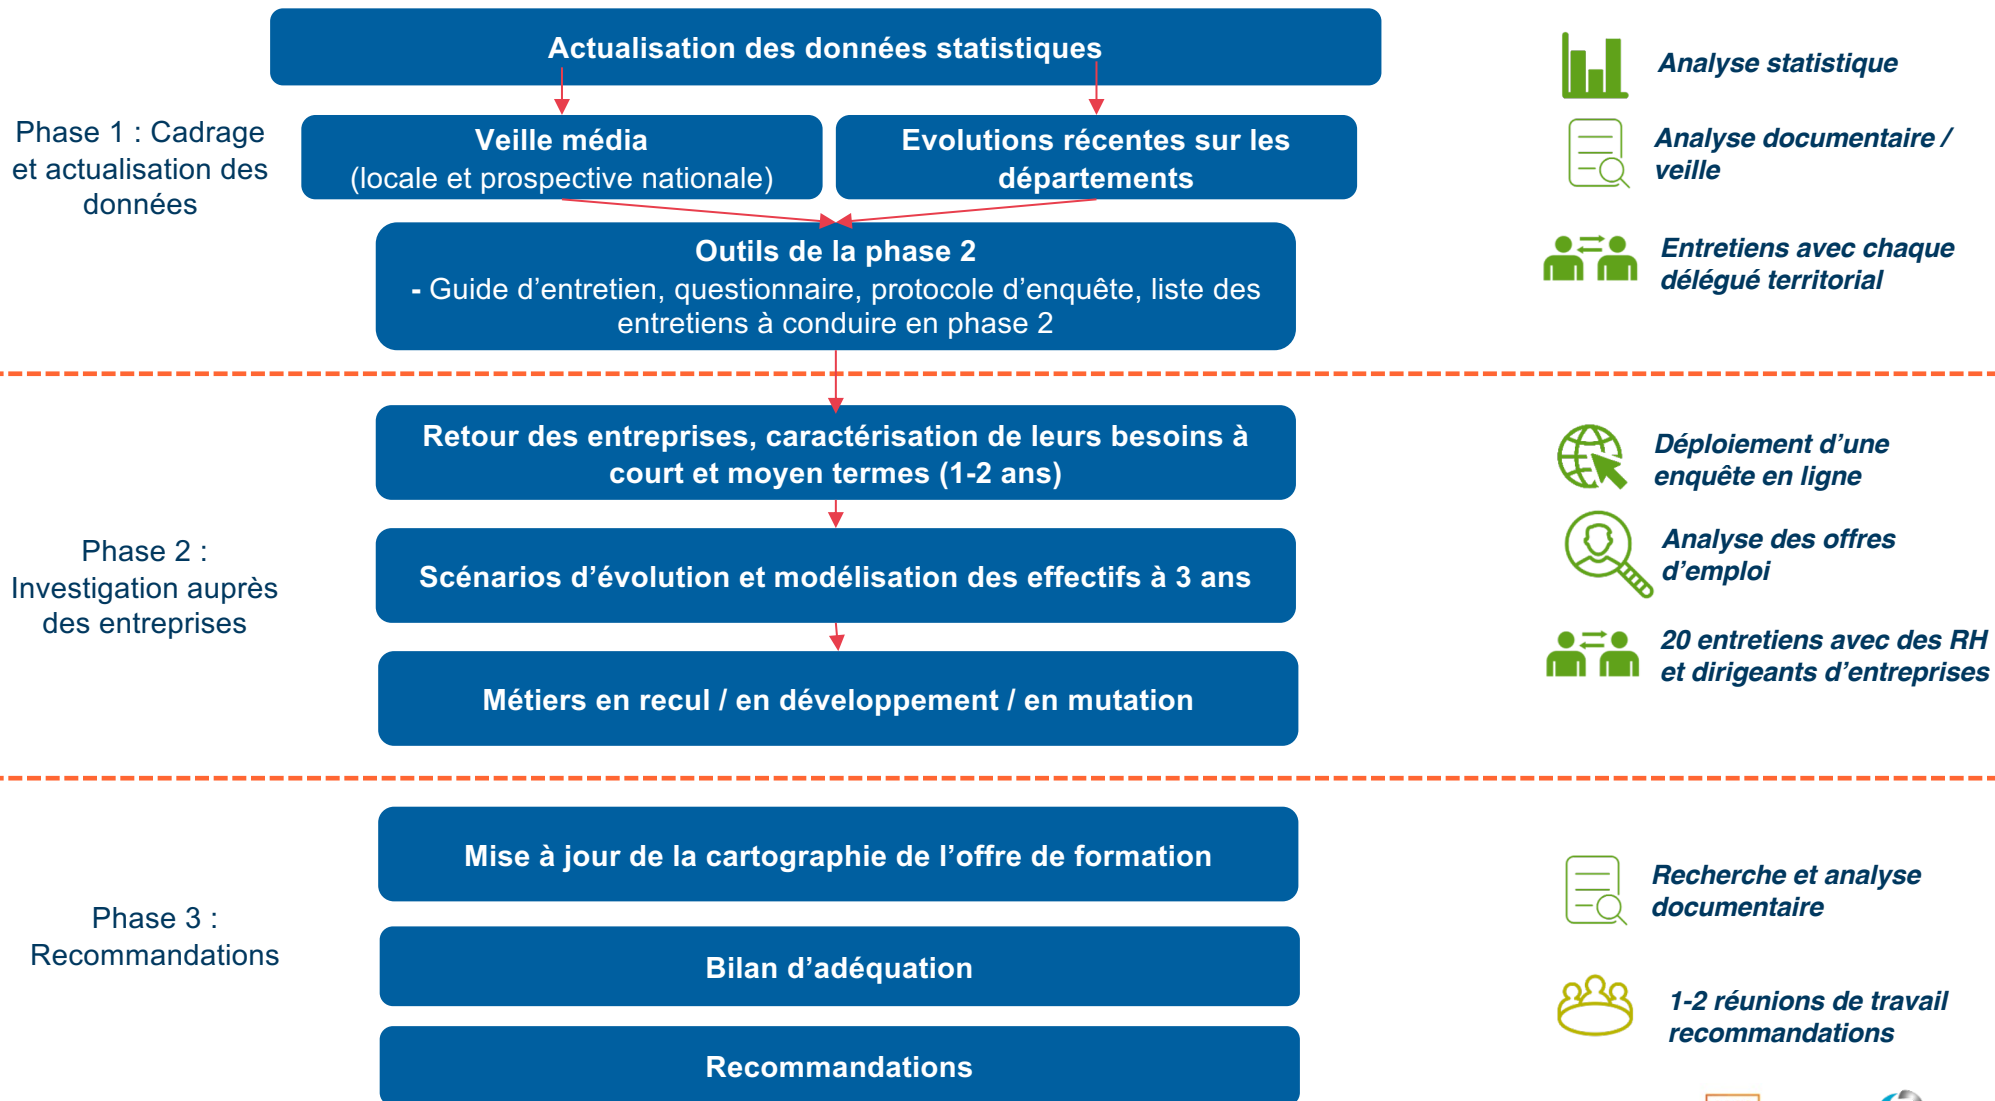 Actualisation des données statistiques
Phase 1 : Cadrage
et actualisation des
données
Veille média
(locale et prospective nationale)
Evolutions récentes sur les
départements
Outils de la phase 2
- Guide d’entretien, questionnaire, protocole d’enquête, liste des
entretiens à conduire en phase 2
Analyse statistique
Analyse documentaire /
veille
Entretiens avec chaque
délégué territorial
Phase 2 :
Investigation auprès
des entreprises
Retour des entreprises, caractérisation de leurs besoins à
court et moyen termes (1-2 ans)
Scénarios d’évolution et modélisation des effectifs à 3 ans
Métiers en recul / en développement / en mutation
Déploiement d’une
enquête en ligne
Analyse des offres
d’emploi
20 entretiens avec des RH
et dirigeants d’entreprises
Phase 3 :
Recommandations
Mise à jour de la cartographie de l’offre de formation
Bilan d’adéquation
Recommandations
Recherche et analyse
documentaire
1-2 réunions de travail
recommandations